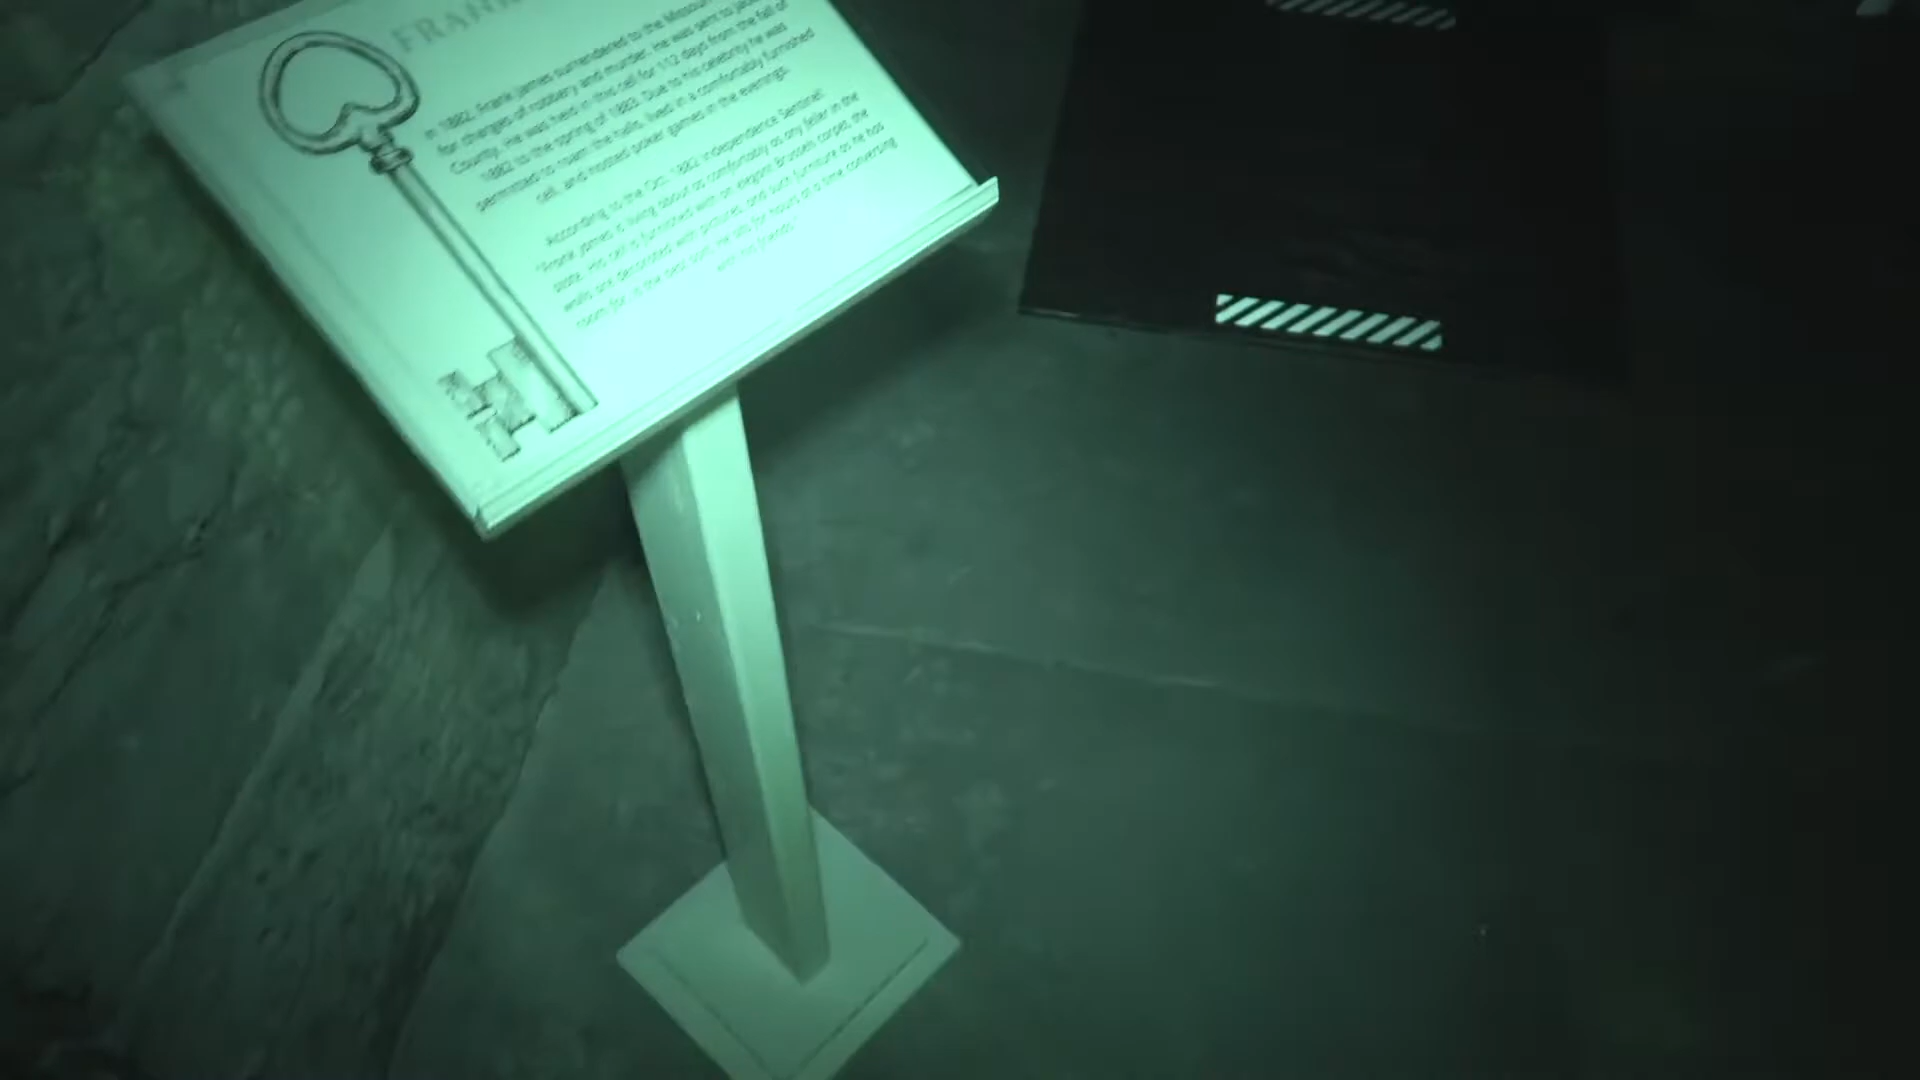 FRANK
In 1882, Frank James surrendered to the Missouri
for charges of robbery and murder. He was sent to
County. He was held in this cell for 112 days from the fall of
1882 to the spring of 1883. Due to his celebrity he was
permitted to roam the halls, lived in a comfortably furnished
cell, and hosted poker games in the evenings.
According to the Oct. 1882 Independence Sentinel:
"Frank James is living about as comfortably as any feller in the
state. His cell is furnished with an elegant Brussels carpet, the
walls are decorated with pictures, and such furniture as he has
room for is the best sort. He sits for hours at a time conversing
with his friends."